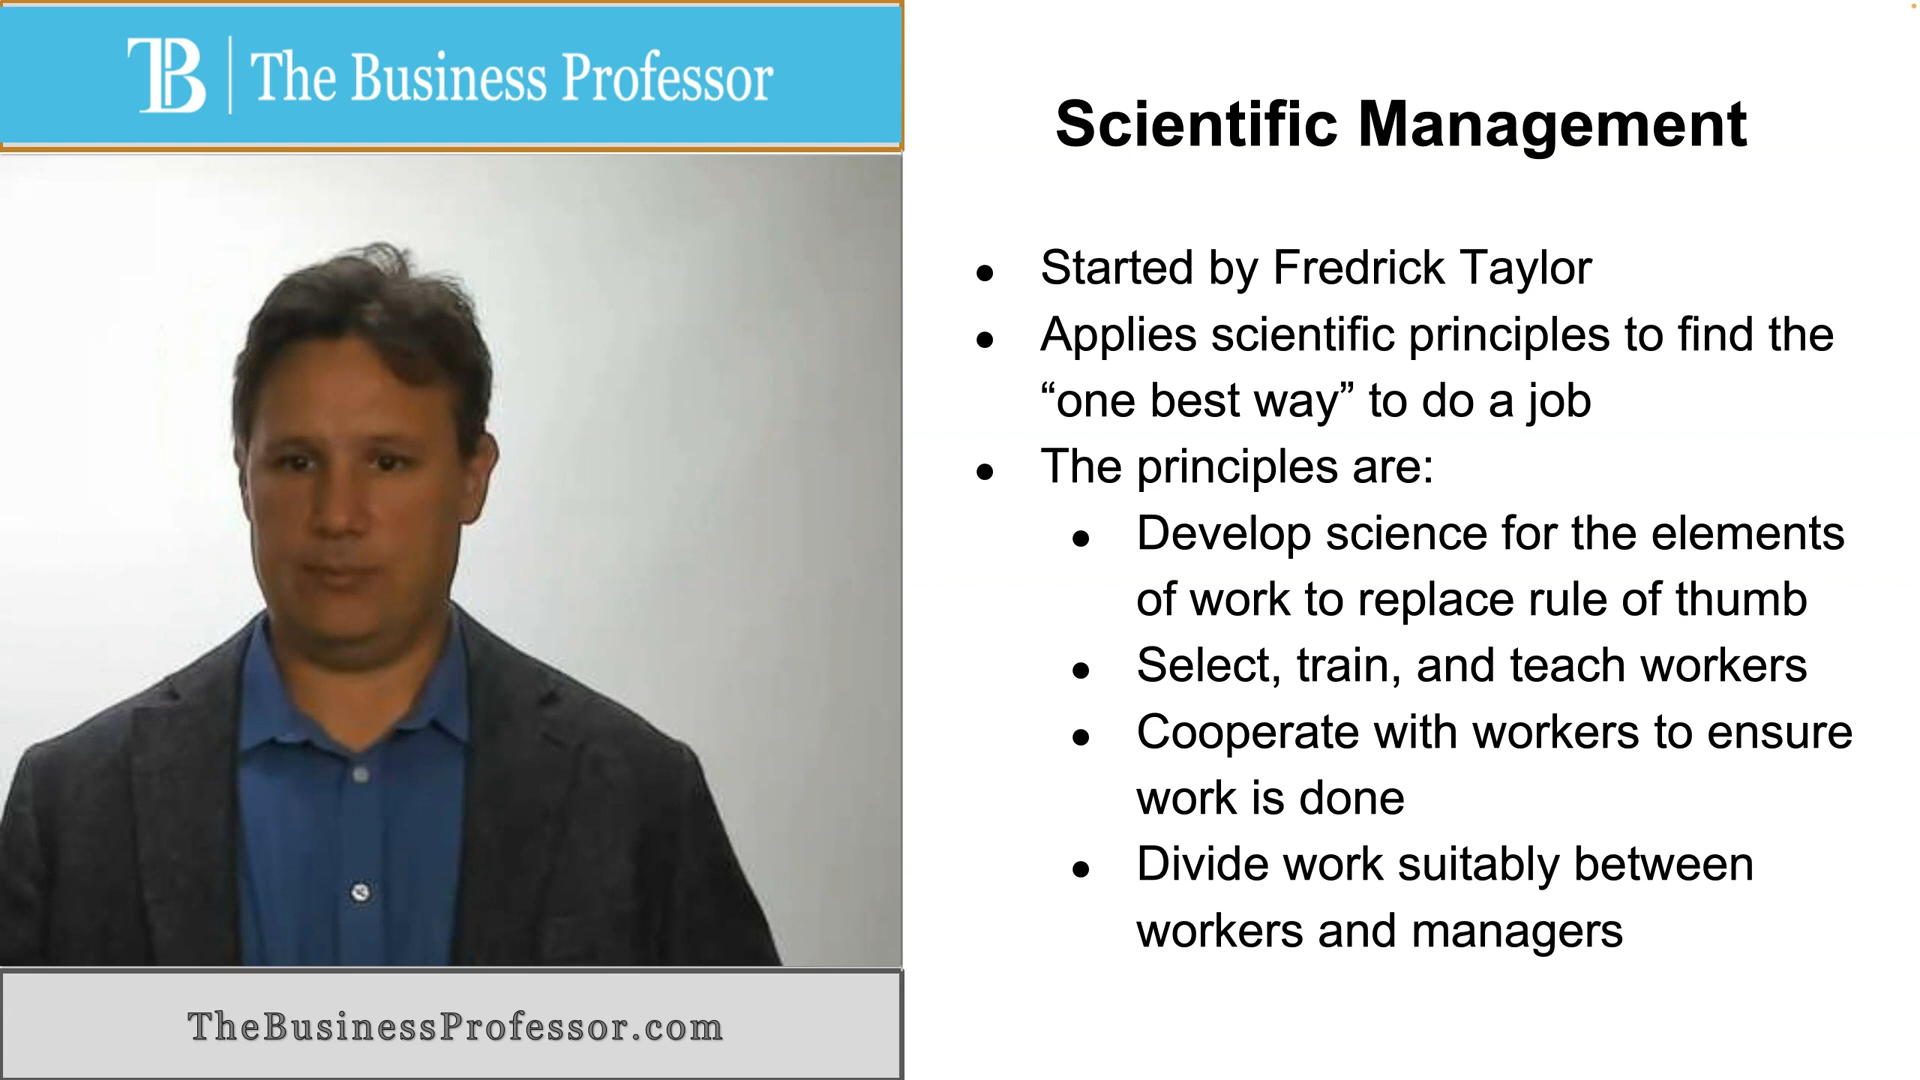 TB | The Business Professor
Scientific Management
● Started by Fredrick Taylor
● Applies scientific principles to find the
“one best way” to do a job
● The principles are:
● Develop science for the elements
of work to replace rule of thumb
● Select, train, and teach workers
● Cooperate with workers to ensure
work is done
● Divide work suitably between
workers and managers
TheBusinessProfessor.com